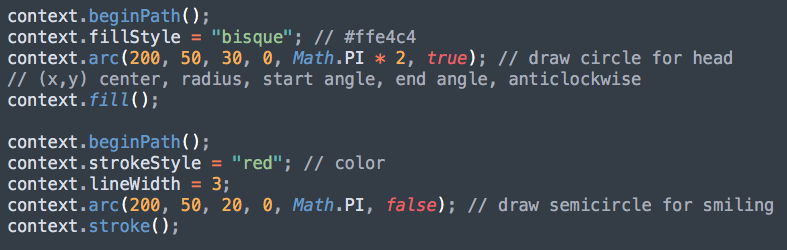 context.beginPath();
context.fillStyle = "bisque"; // #ffe4c4
context.arc(200, 50, 30, 0, Math.PI * 2, true); // draw circle for head
// (x,y) center, radius, start angle, end angle, anticlockwise
context.fill();
context.beginPath();
context.strokeStyle = "red"; // color
context.lineWidth = 3;
context.arc(200, 50, 20, 0, Math.PI, false); // draw semicircle for smiling
context.stroke();